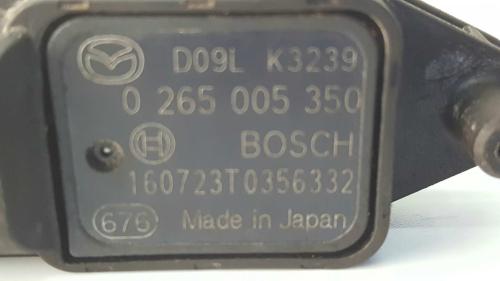 D09L K3239
0 265 005 350
BOSCH
160723T0356332
676 Made in Japan